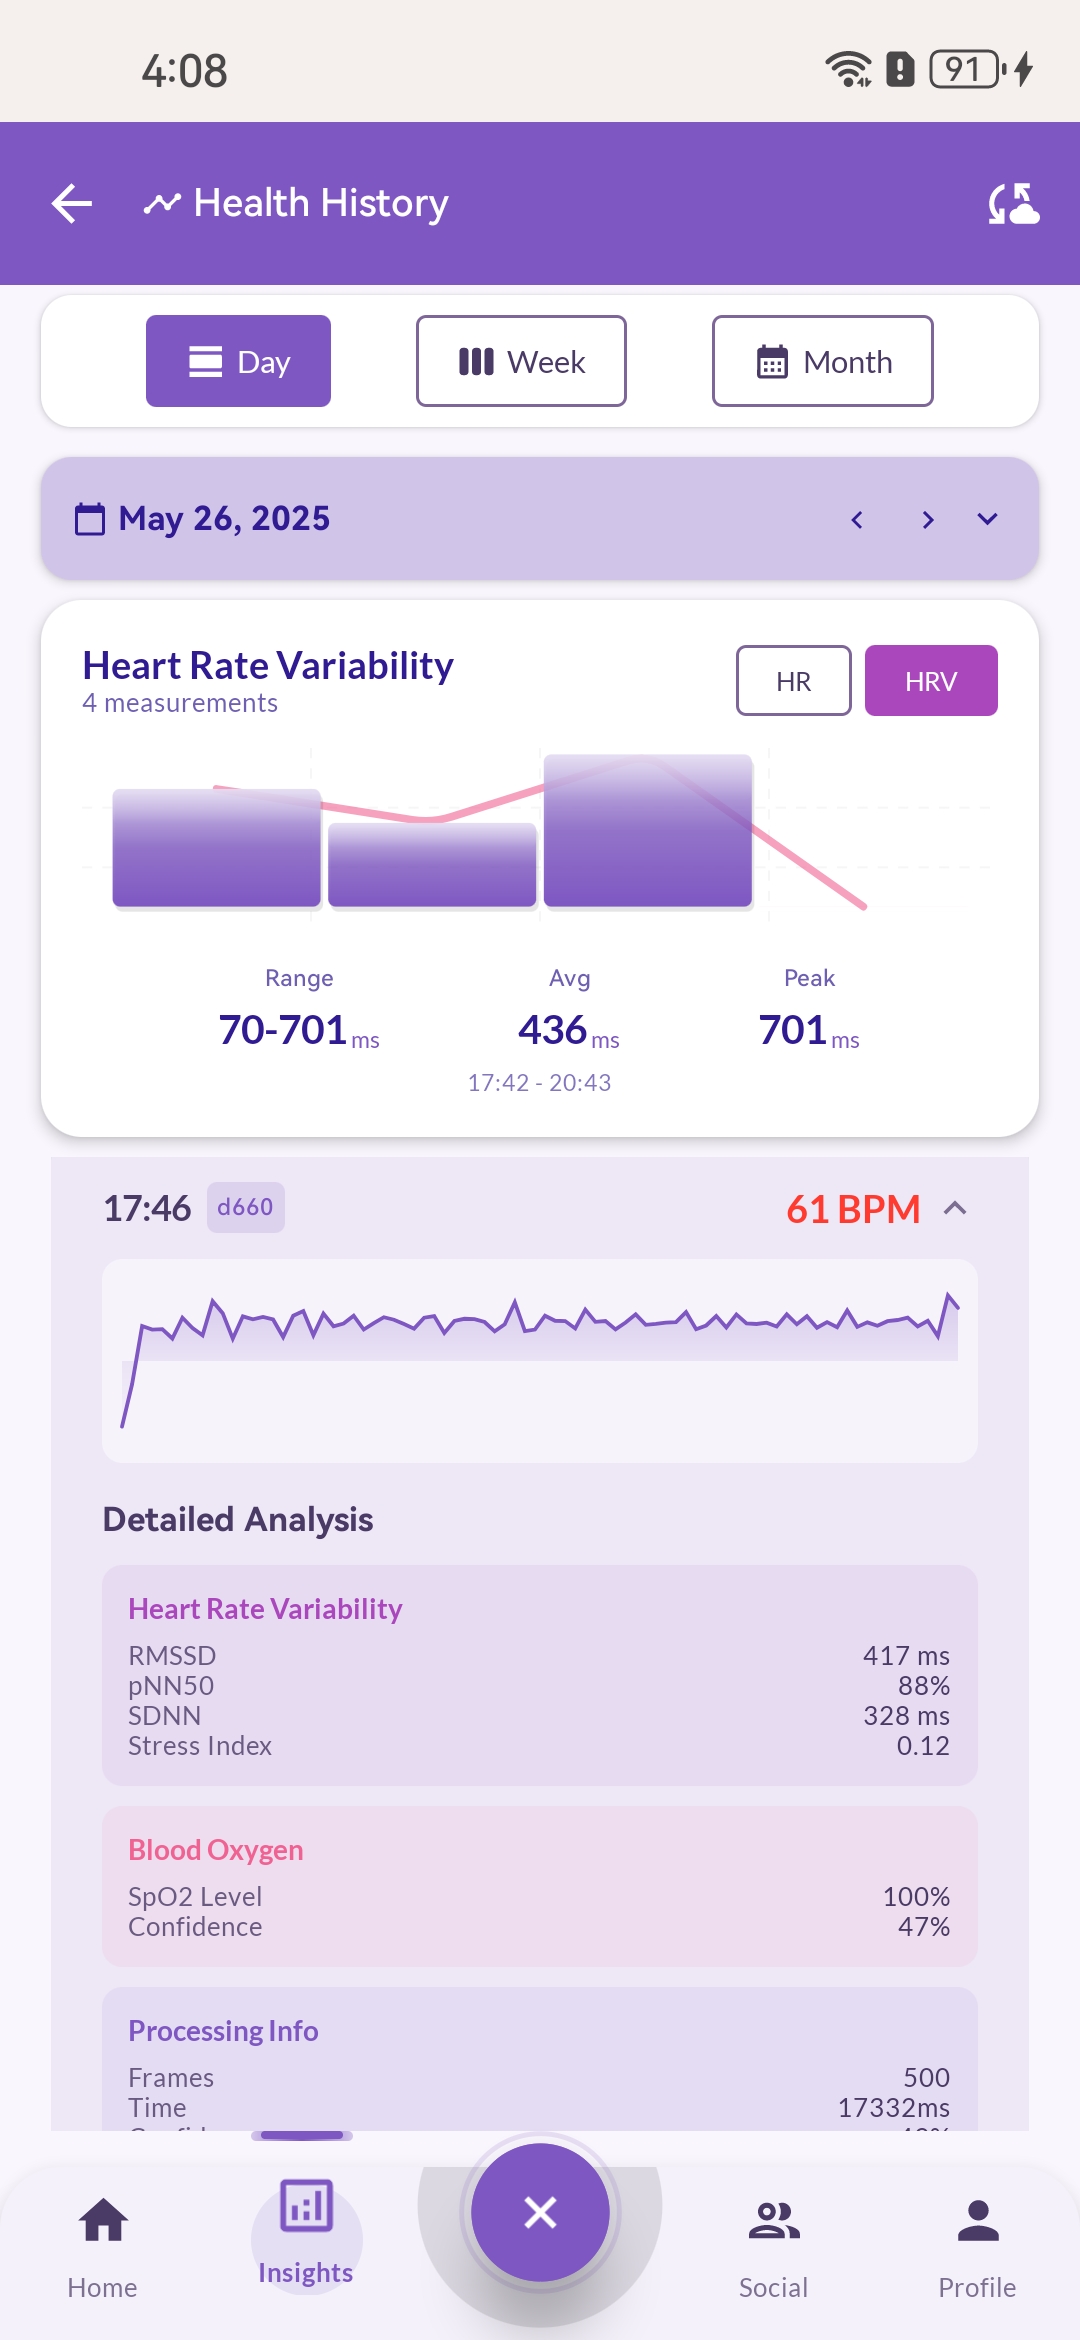 4:08
91
Health History
Day Week Month
May 26, 2025
Heart Rate Variability
4 measurements
HR HRV
Range Avg Peak
70-701 ms 436 ms 701 ms
17:42 - 20:43
17:46 d660 61 BPM
Detailed Analysis
Heart Rate Variability
RMSSD 417 ms
pNN50 88%
SDNN 328 ms
Stress Index 0.12
Blood Oxygen
SpO2 Level 100%
Confidence 47%
Processing Info
Frames 500
Time 17332ms
Home Insights Social Profile